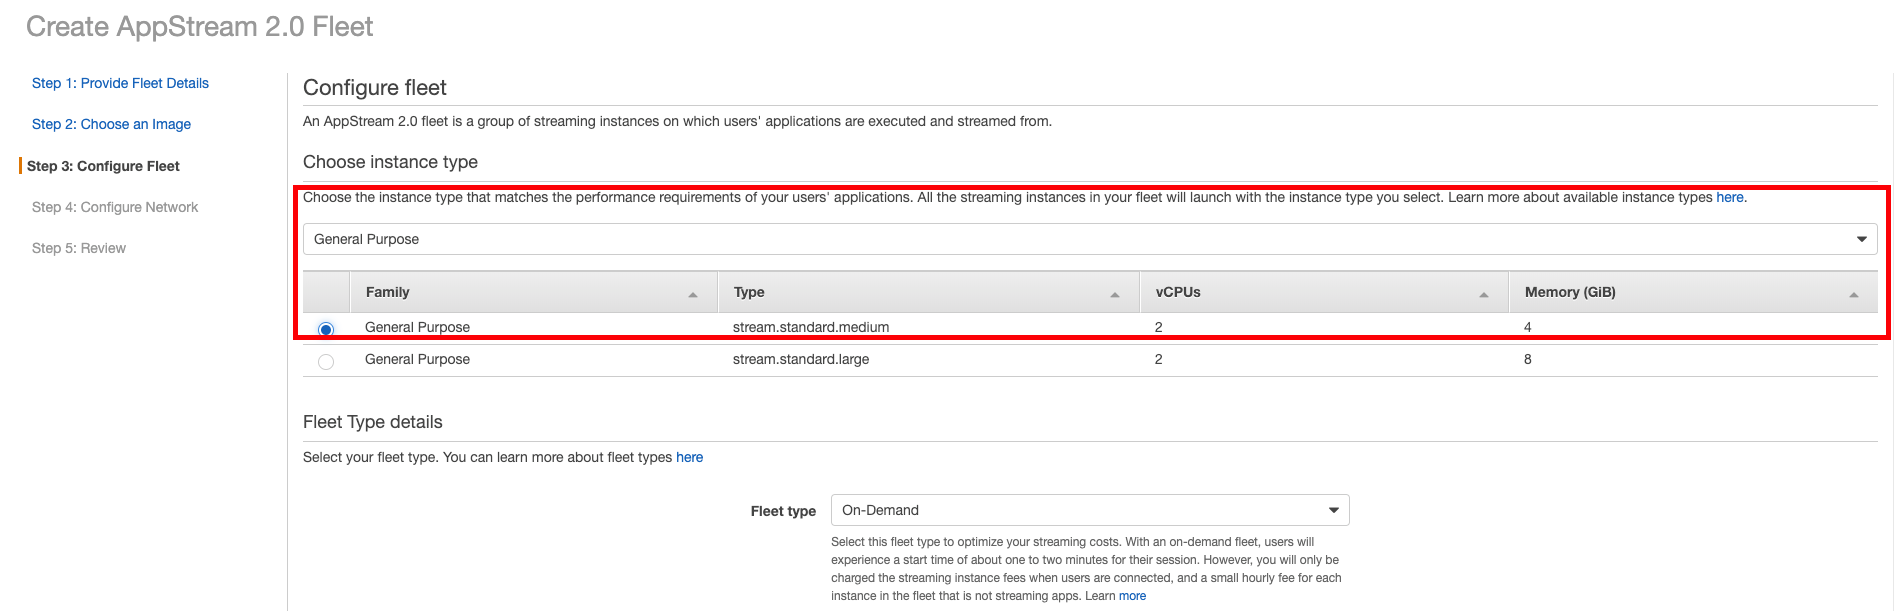 Create AppStream 2.0 Fleet
Step 1: Provide Fleet Details
Step 2: Choose an Image
Step 3: Configure Fleet
Step 4: Configure Network
Step 5: Review
Configure fleet
An AppStream 2.0 fleet is a group of streaming instances on which users' applications are executed and streamed from.
Choose instance type
Choose the instance type that matches the performance requirements of your users' applications. All the streaming instances in your fleet will launch with the instance type you select. Learn more about available instance types here.
General Purpose
Family Type vCPUs Memory (GiB)
General Purpose stream.standard.medium 2 4
General Purpose stream.standard.large 2 8
Fleet Type details
Select your fleet type. You can learn more about fleet types here
Fleet type On-Demand
Select this fleet type to optimize your streaming costs. With an on-demand fleet, users will
experience a start time of about one to two minutes for their session. However, you will only be
charged the streaming instance fees when users are connected, and a small hourly fee for each
instance in the fleet that is not streaming apps. Learn more